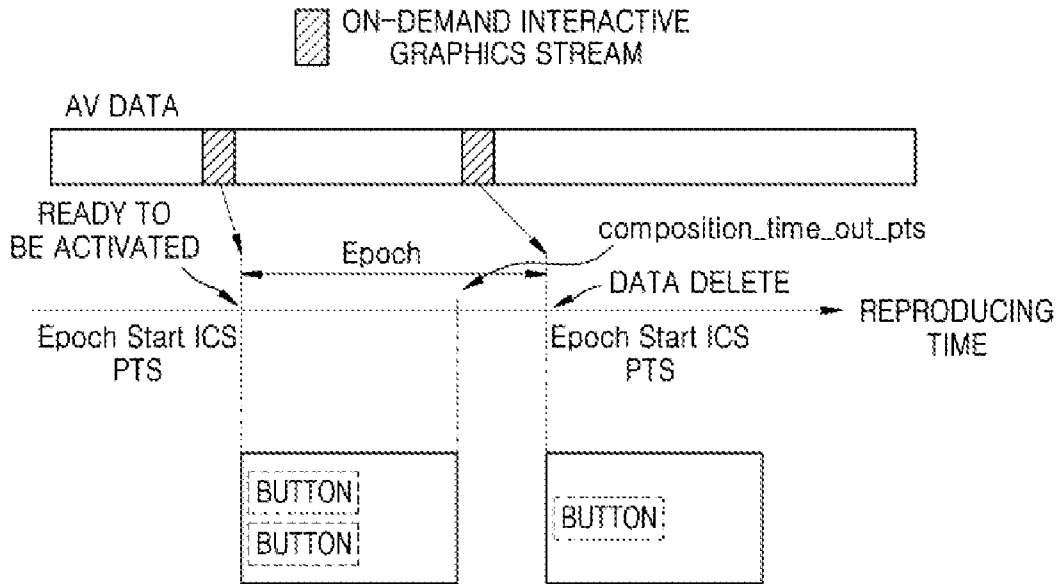 ON-DEMAND INTERACTIVE
GRAPHICS STREAM
AV DATA
READY TO
BE ACTIVATED
composition_time_out_pts
Epoch
DATA DELETE
REPRODUCING
TIME
Epoch Start ICS
PTS
Epoch Start ICS
PTS
BUTTON
BUTTON
BUTTON